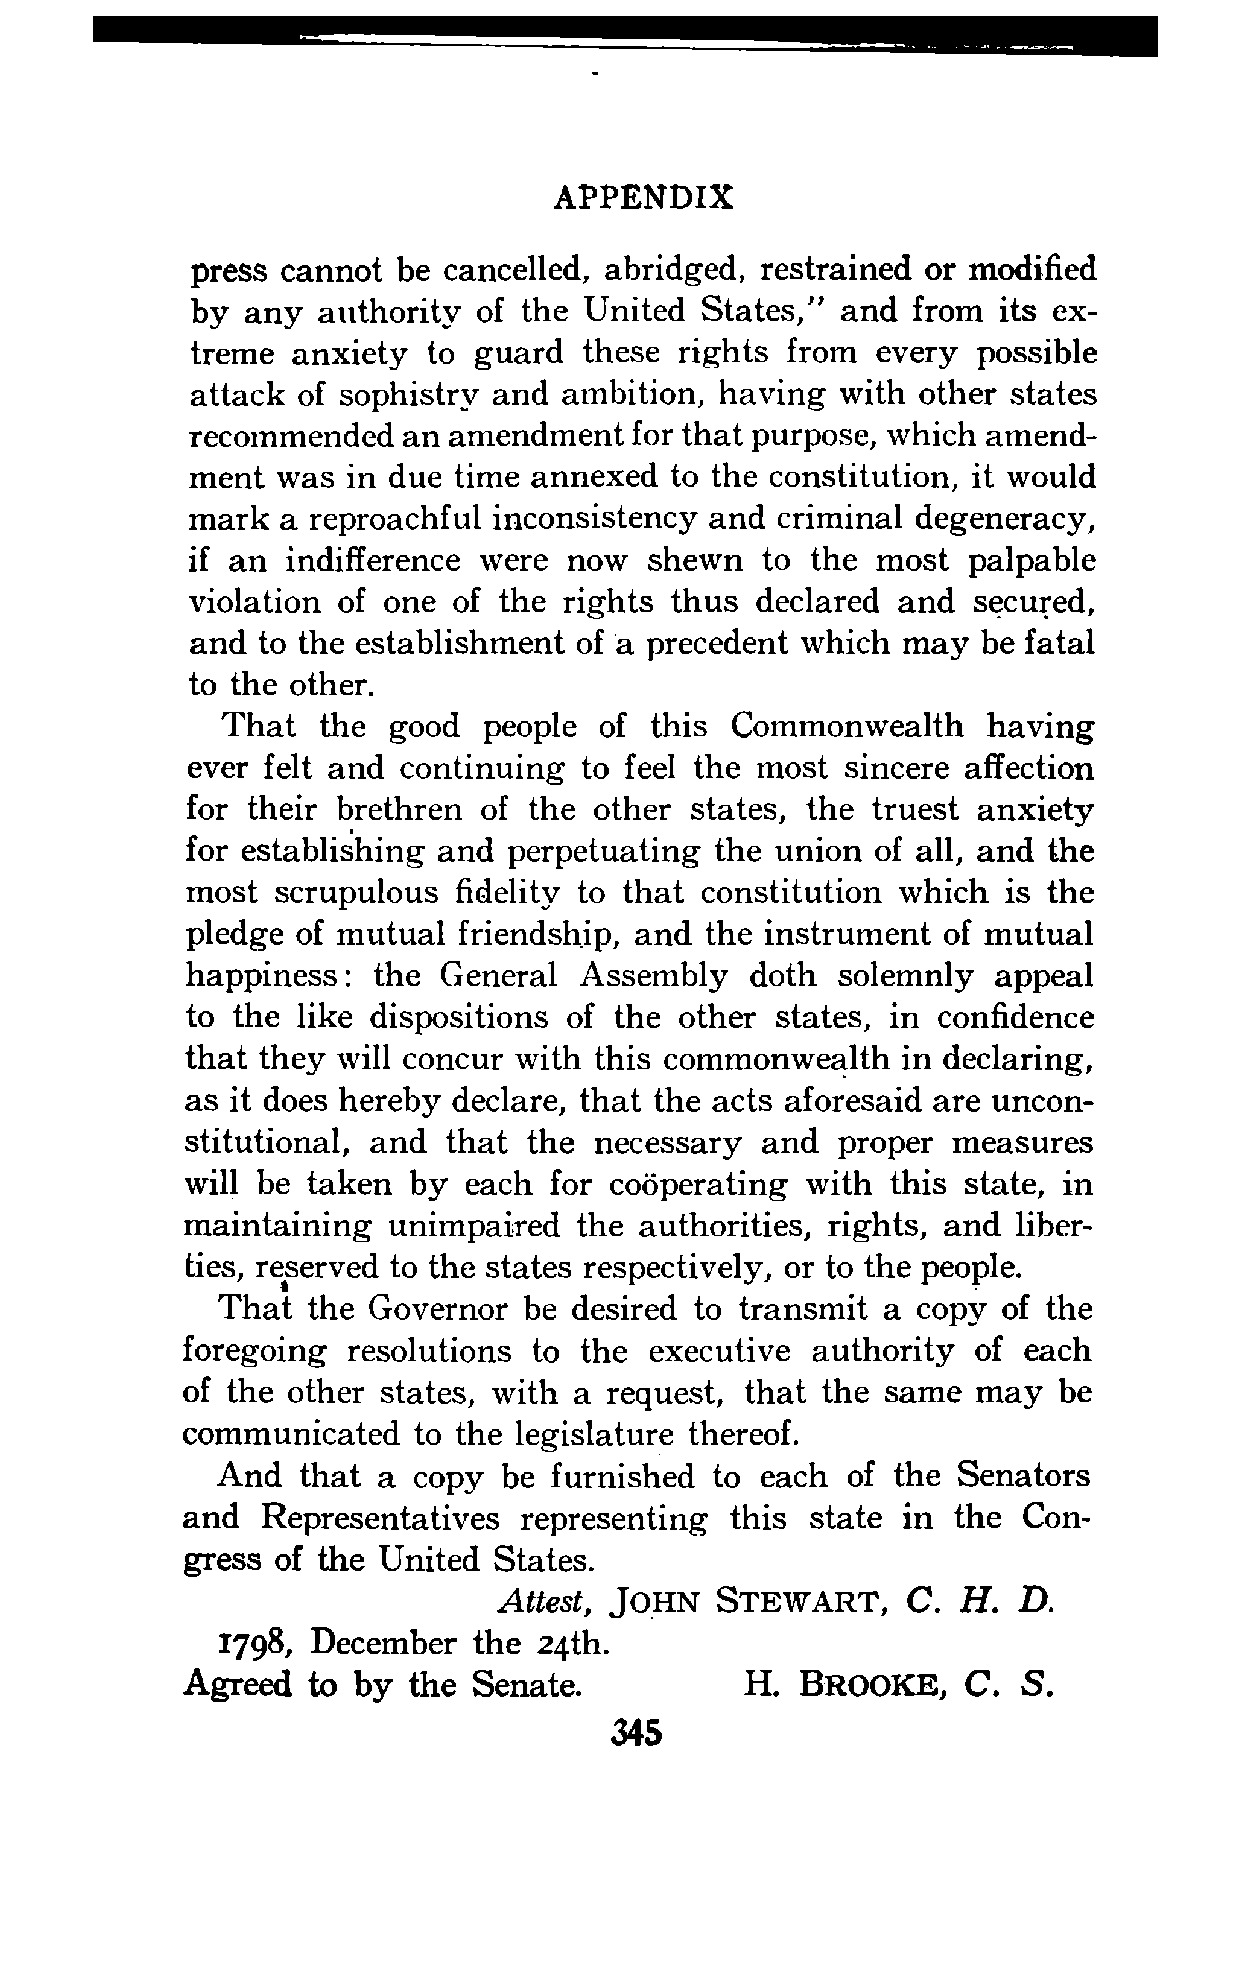 APPENDIX
press cannot be cancelled, abridged, restrained or modified
by any authority of the United States," and from its ex-
treme anxiety to guard these rights from every possible
attack of sophistry and ambition, having with other states
recommended an amendment for that purpose, which amend-
ment was in due time annexed to the constitution, it would
mark a reproachful inconsistency and criminal degeneracy,
if an indifference were now shewn to the most palpable
violation of one of the rights thus declared and secured,
and to the establishment of a precedent which may be fatal
to the other.
That the good people of this Commonwealth having
ever felt and continuing to feel the most sincere affection
for their brethren of the other states, the truest anxiety
for establishing and perpetuating the union of all, and the
most scrupulous fidelity to that constitution which is the
pledge of mutual friendship, and the instrument of mutual
happiness: the General Assembly doth solemnly appeal
to the like dispositions of the other states, in confidence
that they will concur with this commonwealth in declaring,
as it does hereby declare, that the acts aforesaid are uncon-
stitutional, and that the necessary and proper measures
will be taken by each for coöperating with this state, in
maintaining unimpaired the authorities, rights, and liber-
ties, reserved to the states respectively, or to the people.
That the Governor be desired to transmit a copy of the
foregoing resolutions to the executive authority of each
of the other states, with a request, that the same may be
communicated to the legislature thereof.
And that a copy be furnished to each of the Senators
and Representatives representing this state in the Con-
gress of the United States.
Attest, JOHN STEWART, C. H. D.
1798, December the 24th.
Agreed to by the Senate. H. BROOKE, C. S.
345